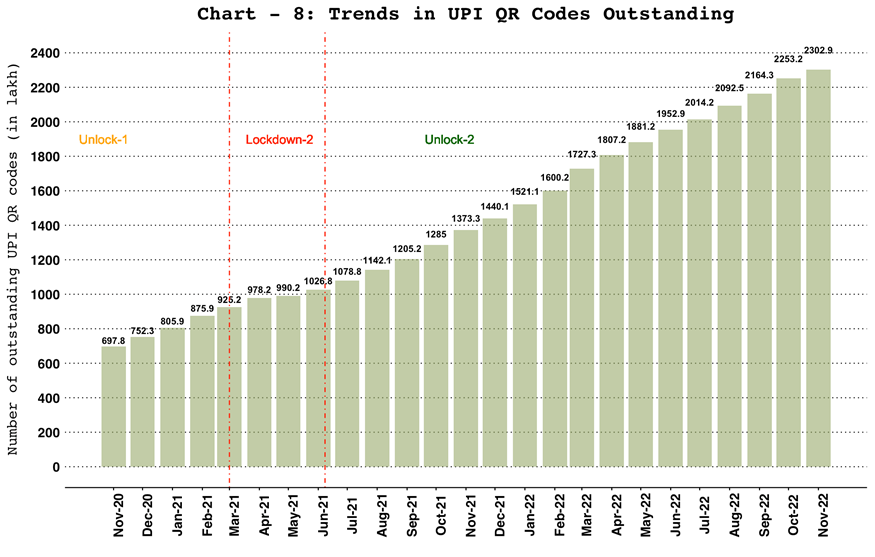 Chart - 8: Trends in UPI QR Codes Outstanding
Number of outstanding UPI QR codes (in lakh)
2400
2200
2000
1800
1600
1400
1200
1000
800
600
400
200
0
Unlock-1
Lockdown-2
Unlock-2
697.8
752.3
805.9
875.9
925.2
978.2
990.2
1026.8
1078.8
1142.1
1205.2
1285
1373.3
1440.1
1521.1
1600.2
1727.3
1807.2
1881.2
1952.9
2014.2
2092.5
2164.3
2253.2
2302.9
Nov-20
Dec-20
Jan-21
Feb-21
Mar-21
Apr-21
May-21
Jun-21
Jul-21
Aug-21
Sep-21
Oct-21
Nov-21
Dec-21
Jan-22
Feb-22
Mar-22
Apr-22
May-22
Jun-22
Jul-22
Aug-22
Sep-22
Oct-22
Nov-22